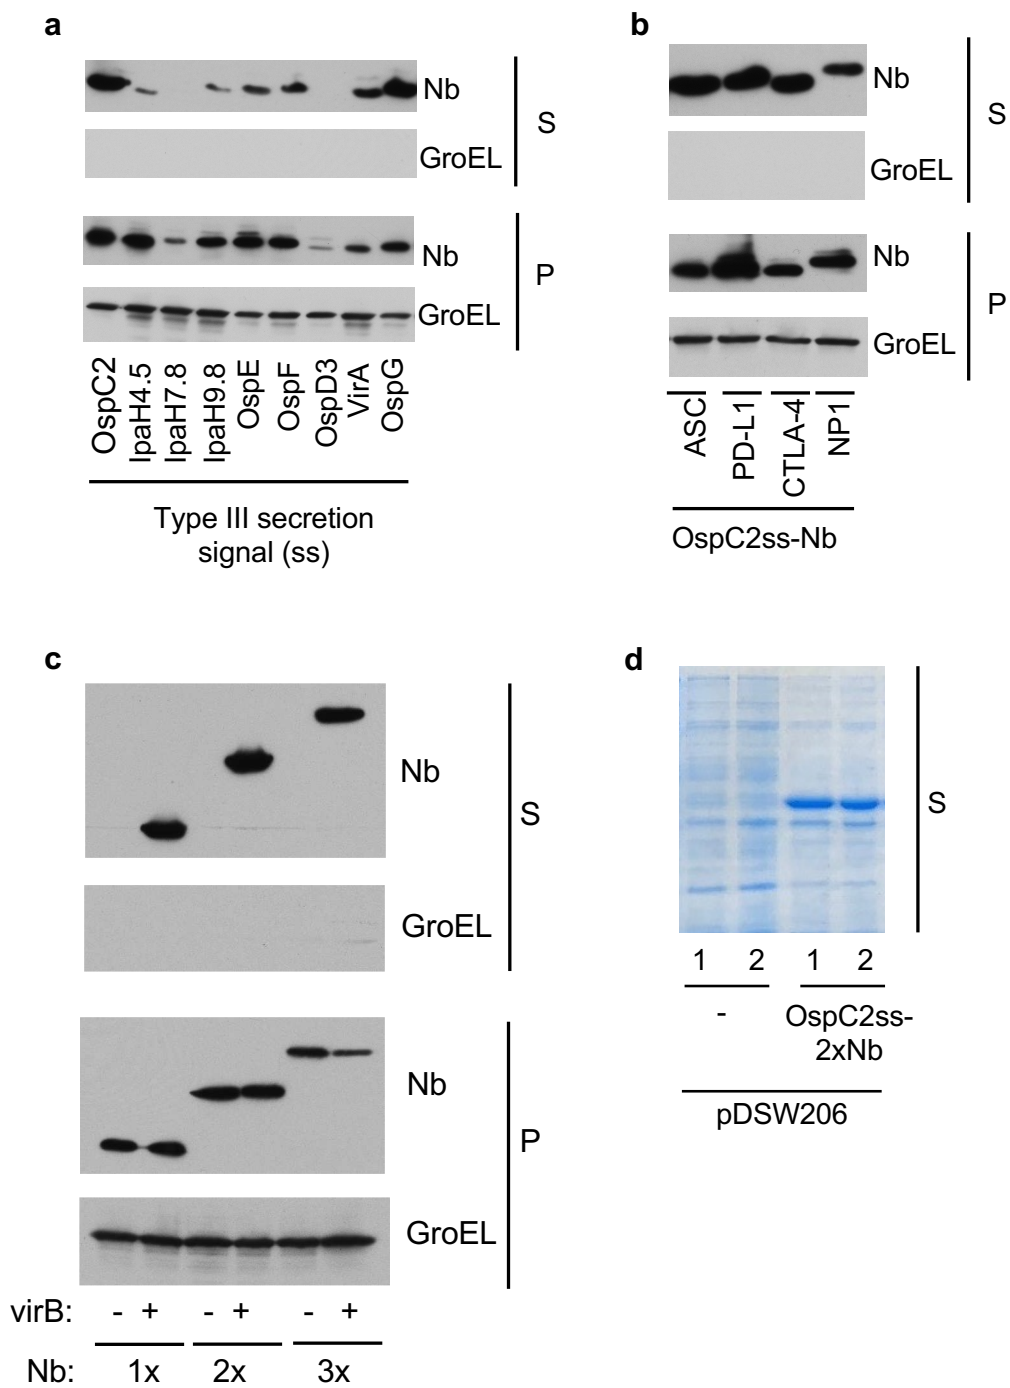 a
Nb
GroEL
S
Nb
GroEL
P
OspC2
IpaH4.5
IpaH7.8
IpaH9.8
OspE
OspF
OspD3
VirA
OspG
Type III secretion
signal (ss)
b
Nb
GroEL
S
Nb
GroEL
P
ASC
PD-L1
CTLA-4
NP1
OspC2ss-Nb
c
Nb
GroEL
S
Nb
GroEL
P
virB: - + - + - +
Nb: 1x 2x 3x
d
S
1 2 1 2
- OspC2ss-
2xNb
pDSW206